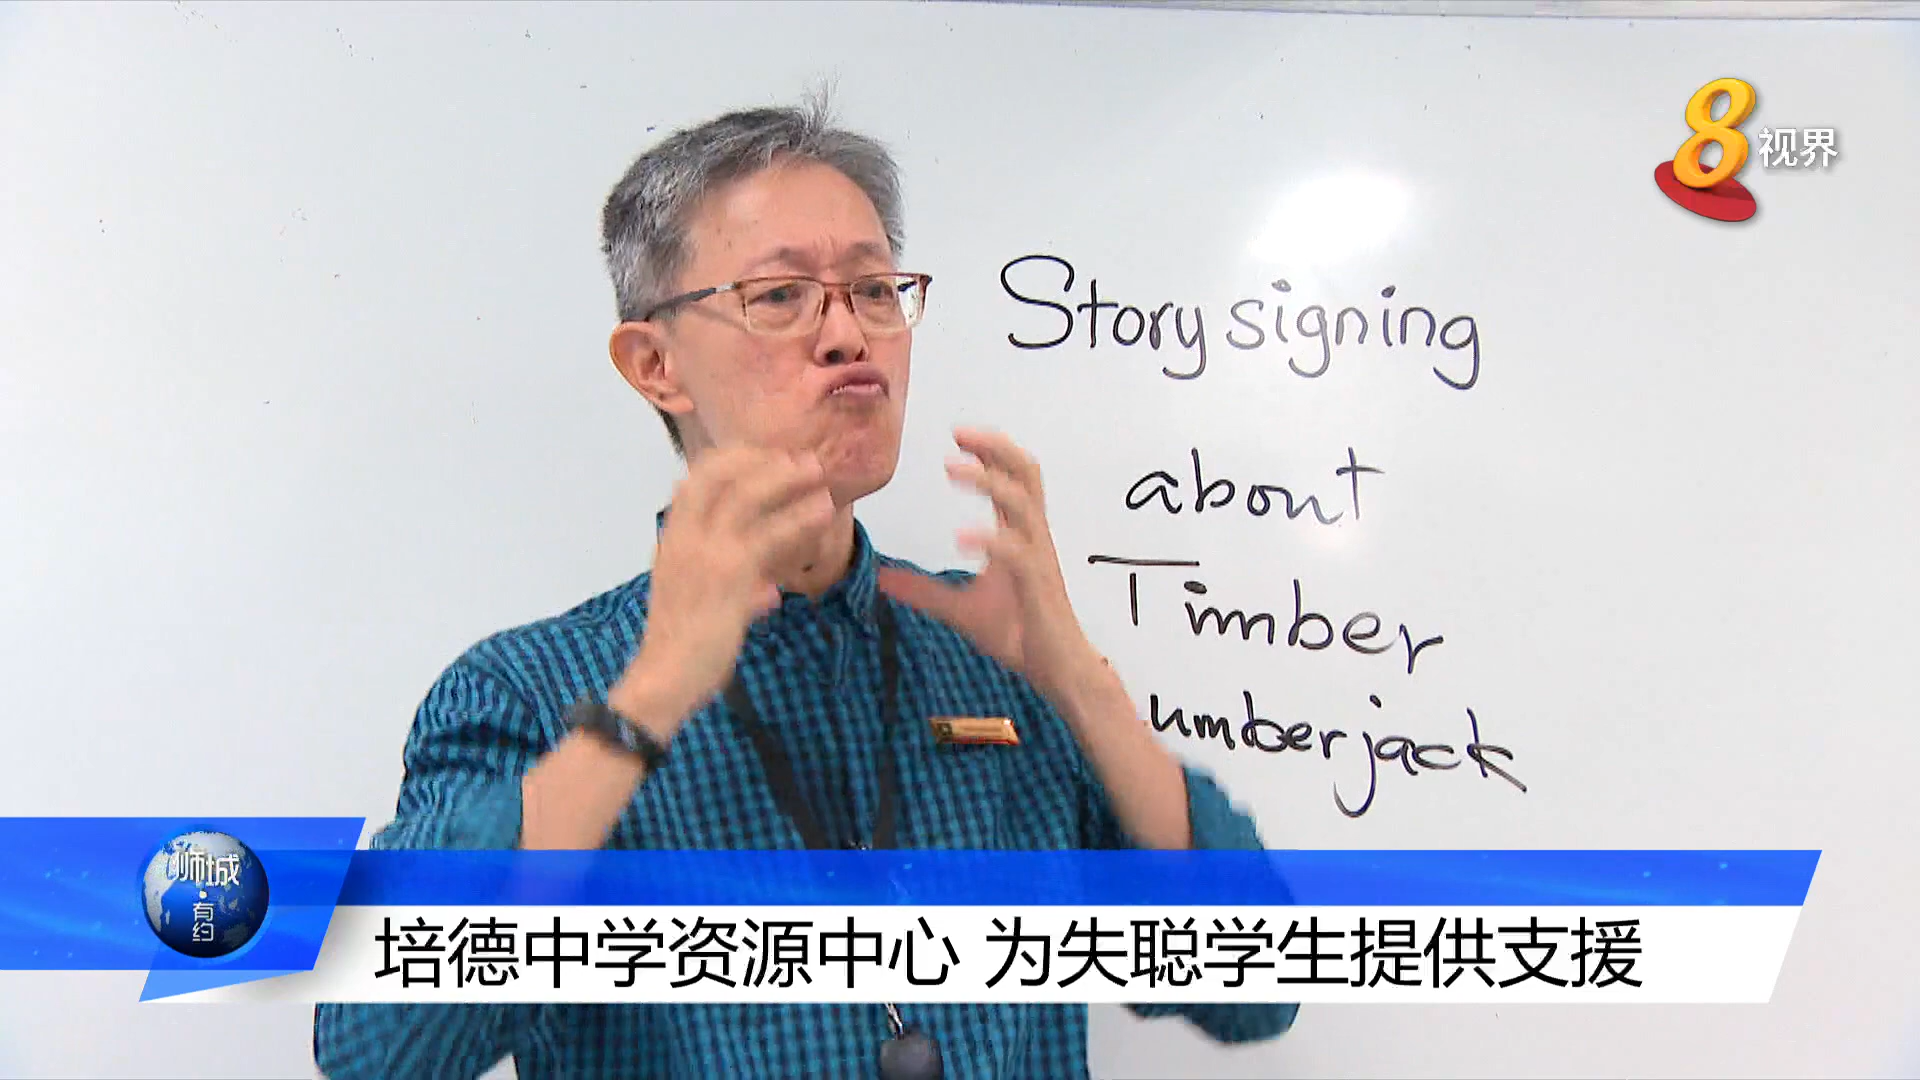 8视界
Story signing
about
Timber
umberjack
狮城
有约
培德中学资源中心 为失聪学生提供支援